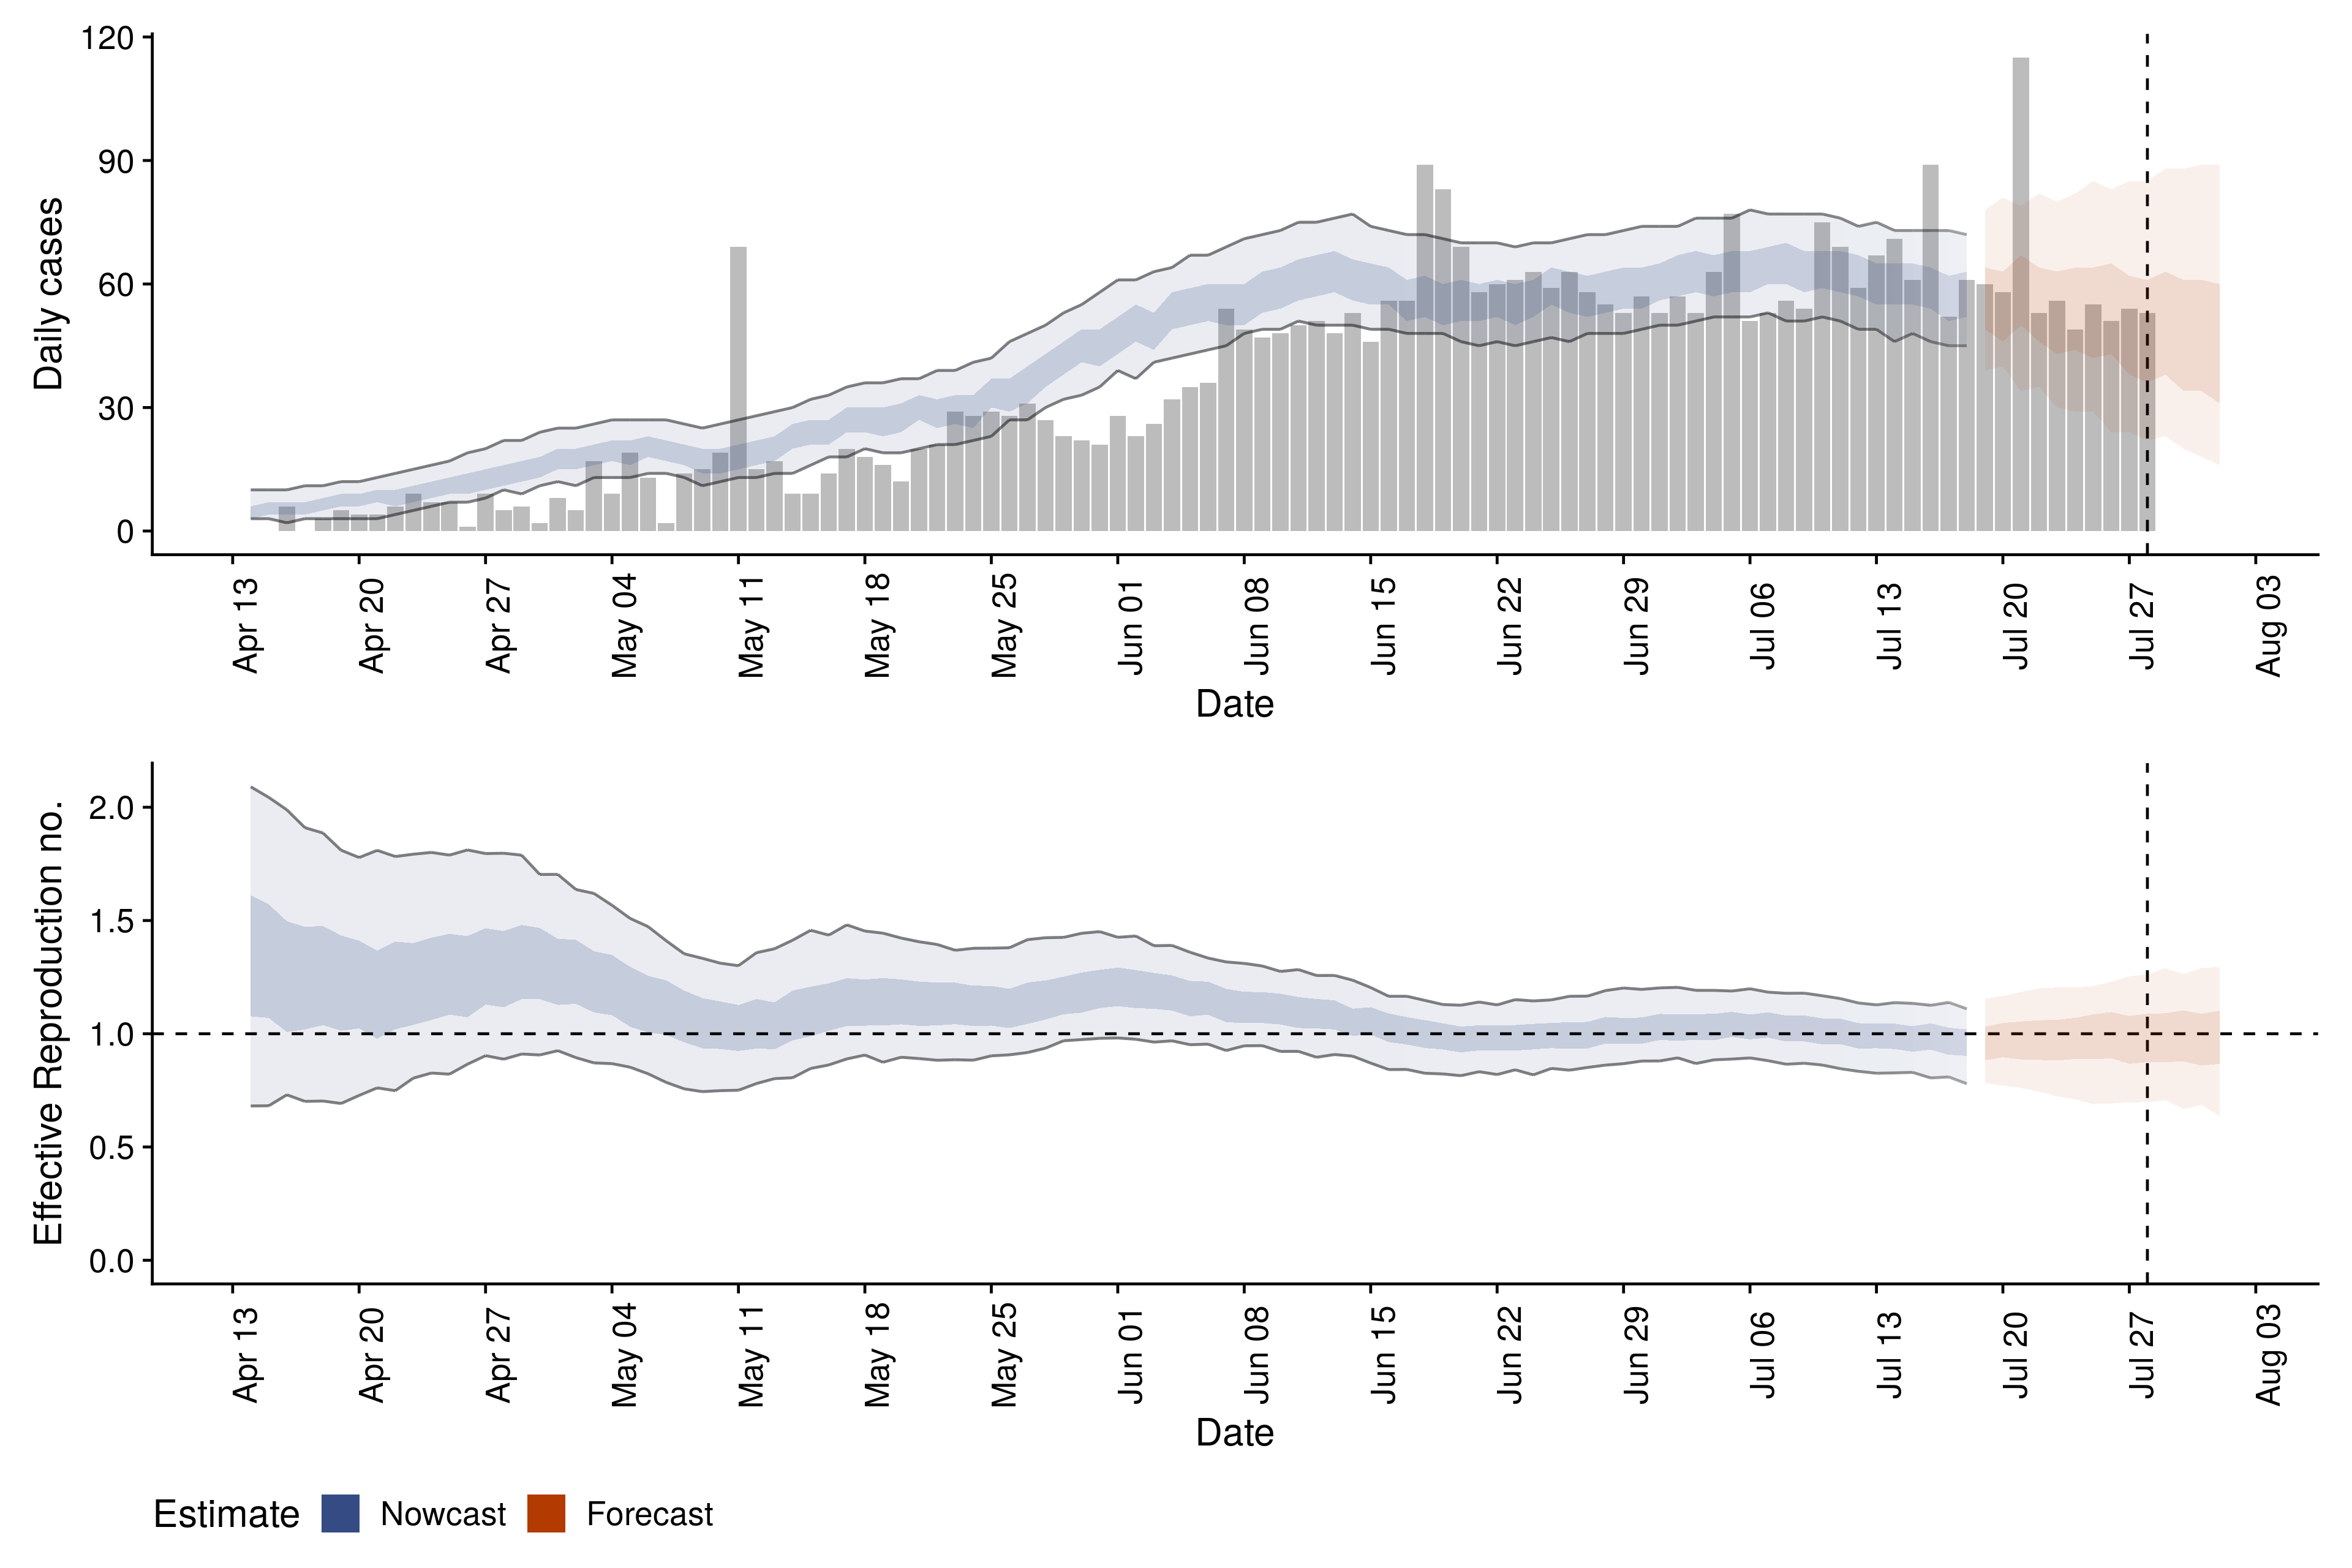 120
90
60
30
0
Daily cases
Apr 13 Apr 20 Apr 27 May 04 May 11 May 18 May 25 Jun 01 Jun 08 Jun 15 Jun 22 Jun 29 Jul 06 Jul 13 Jul 20 Jul 27 Aug 03
Date
2.0
1.5
1.0
0.5
0.0
Effective Reproduction no.
Apr 13 Apr 20 Apr 27 May 04 May 11 May 18 May 25 Jun 01 Jun 08 Jun 15 Jun 22 Jun 29 Jul 06 Jul 13 Jul 20 Jul 27 Aug 03
Date
Estimate Nowcast Forecast